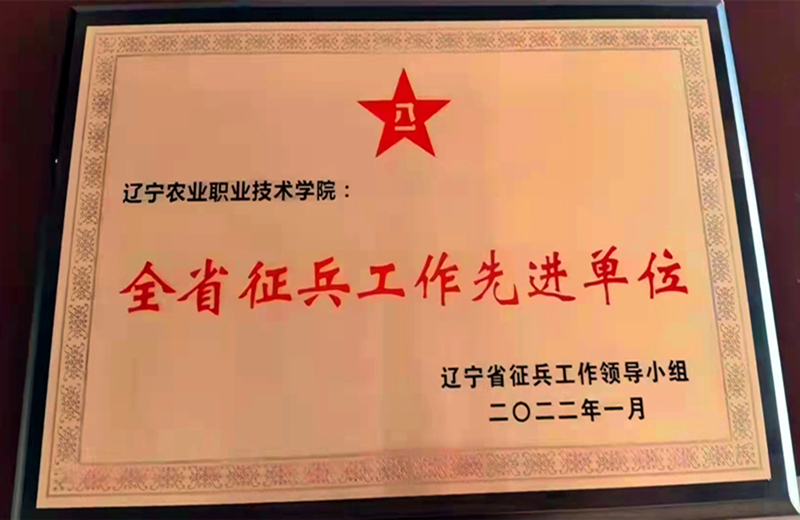 八一
辽宁农业职业技术学院：
全省征兵工作先进单位
辽宁省征兵工作领导小组
二〇二二年一月